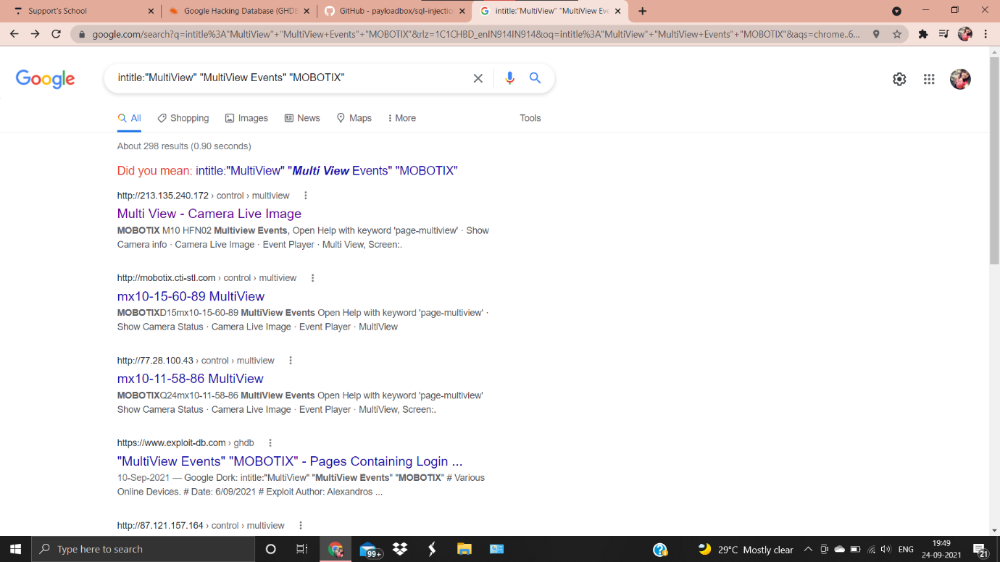 Support's School
Google Hacking Database (GHDB
GitHub - payloadbox/sql-injectio
intitle:"MultiView" "MultiView Eve
google.com/search?q=intitle%3A"MultiView"+"MultiView+Events"+"MOBOTIX"&rlz=1C1CHBD_enIN914IN914&oq=intitle%3A"MultiView"+"MultiView+Events"+"MOBOTIX"&aqs=chrome..6...
Google
intitle:"MultiView" "MultiView Events" "MOBOTIX"
All Shopping Images News Maps More Tools
About 298 results (0.90 seconds)
Did you mean: intitle:"MultiView" "Multi View Events" "MOBOTIX"
http://213.135.240.172 › control › multiview
Multi View - Camera Live Image
MOBOTIX M10 HFN02 Multiview Events, Open Help with keyword 'page-multiview' · Show
Camera info · Camera Live Image · Event Player · Multi View, Screen:.
http://mobotix.cti-stl.com › control › multiview
mx10-15-60-89 MultiView
MOBOTIXD15mx10-15-60-89 MultiView Events Open Help with keyword 'page-multiview' ·
Show Camera Status · Camera Live Image · Event Player · MultiView
http://77.28.100.43 › control › multiview
mx10-11-58-86 MultiView
MOBOTIXQ24mx10-11-58-86 MultiView Events Open Help with keyword 'page-multiview'
Show Camera Status · Camera Live Image · Event Player · MultiView, Screen:.
https://www.exploit-db.com › ghdb
"MultiView Events" "MOBOTIX" - Pages Containing Login ...
10-Sep-2021 — Google Dork: intitle:"MultiView" "MultiView Events" "MOBOTIX" # Various
Online Devices. # Date: 6/09/2021 # Exploit Author: Alexandros ...
http://87.121.157.164 › control › multiview
Type here to search
99+
29°C Mostly clear
ENG
19:49
24-09-2021
21